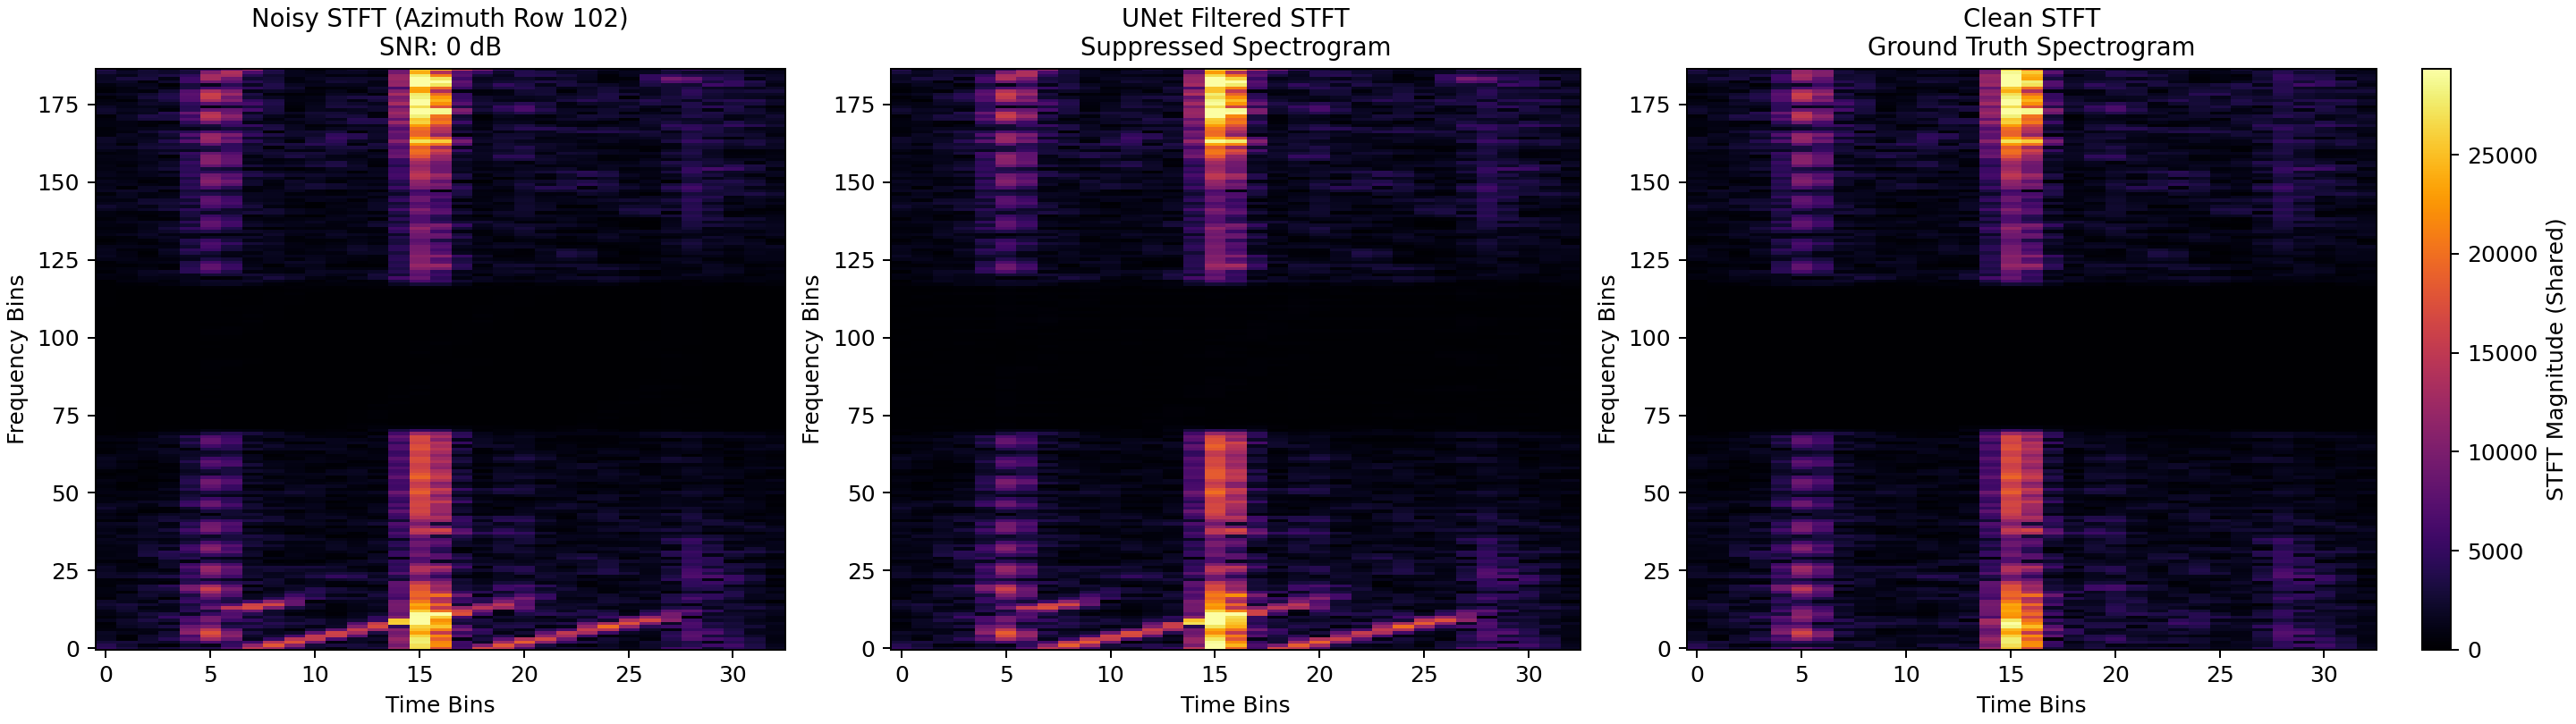 Noisy STFT (Azimuth Row 102)
SNR: 0 dB
UNet Filtered STFT
Suppressed Spectrogram
Clean STFT
Ground Truth Spectrogram
Frequency Bins
175
150
125
100
75
50
25
0
0 5 10 15 20 25 30
Time Bins
Frequency Bins
175
150
125
100
75
50
25
0
0 5 10 15 20 25 30
Time Bins
Frequency Bins
175
150
125
100
75
50
25
0
0 5 10 15 20 25 30
Time Bins
25000
20000
15000
10000
5000
0
STFT Magnitude (Shared)